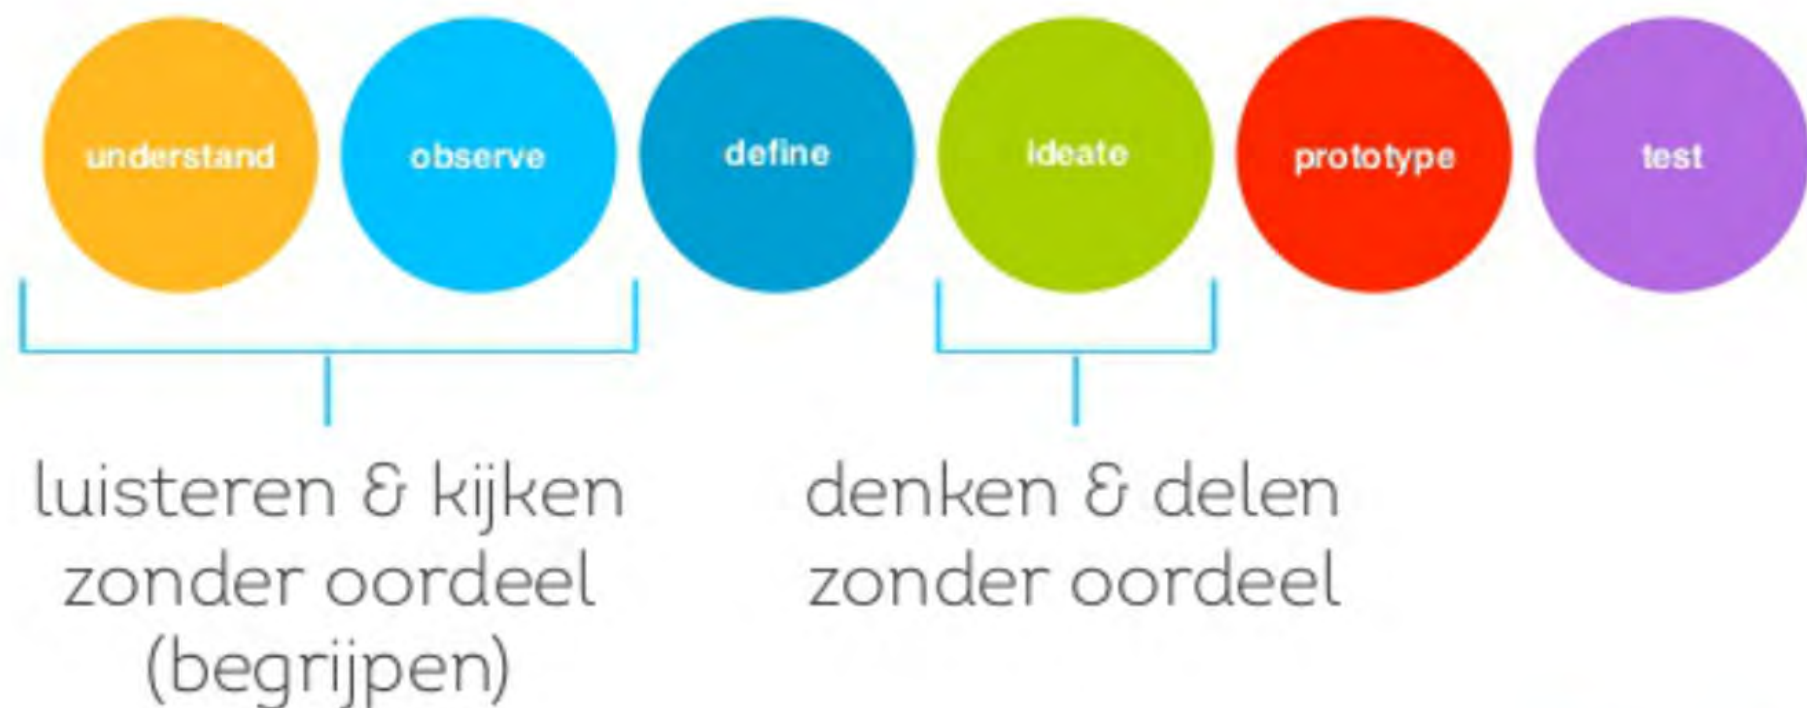 understand observe define ideate prototype test
luisteren & kijken
zonder oordeel
(begrijpen)
denken & delen
zonder oordeel